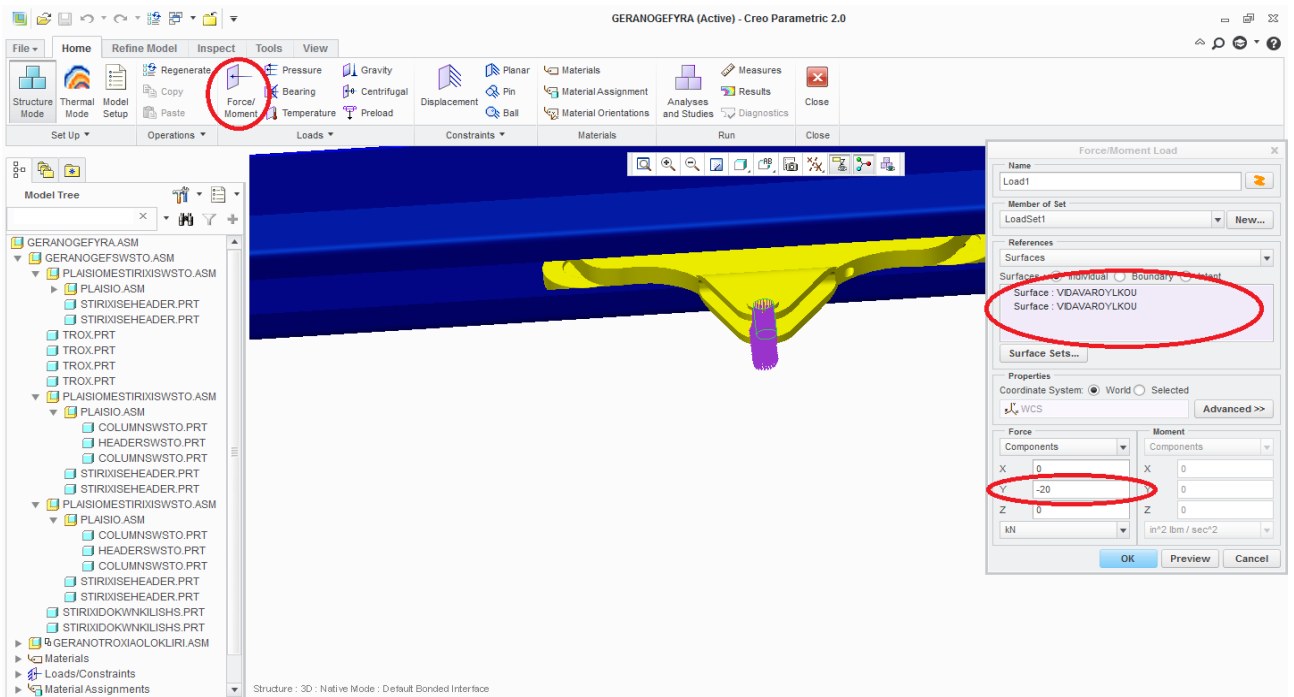 GERANOGEFYRA (Active) - Creo Parametric 2.0
File Home Refine Model Inspect Tools View
Structure Mode
Thermal Mode
Model Setup
Regenerate
Copy
Paste
Force/ Moment
Pressure
Bearing
Temperature
Gravity
Centrifugal
Preload
Displacement
Planar
Pin
Ball
Materials
Material Assignment
Material Orientations
Analyses and Studies
Measures
Results
Diagnostics
Close
Set Up Operations Loads Constraints Materials Run Close
Model Tree
GERANOGEFYRA.ASM
GERANOGEFSWSTO.ASM
PLAISIOMESTIRIXISWSTO.ASM
PLAISIO.ASM
STIRIXISEHEADER.PRT
STIRIXISEHEADER.PRT
TROX.PRT
TROX.PRT
TROX.PRT
TROX.PRT
PLAISIOMESTIRIXISWSTO.ASM
PLAISIO.ASM
COLUMNSWSTO.PRT
HEADERSWSTO.PRT
COLUMNSWSTO.PRT
STIRIXISEHEADER.PRT
STIRIXISEHEADER.PRT
PLAISIOMESTIRIXISWSTO.ASM
PLAISIO.ASM
COLUMNSWSTO.PRT
HEADERSWSTO.PRT
COLUMNSWSTO.PRT
STIRIXISEHEADER.PRT
STIRIXISEHEADER.PRT
STIRIXIDOKWNKILISHS.PRT
STIRIXIDOKWNKILISHS.PRT
GERANOTROXIAOLOKLIRI.ASM
Materials
Loads/Constraints
Material Assignments
Structure : 3D : Native Mode : Default Bonded Interface
Force/Moment Load
Name
Load1
Member of Set
LoadSet1 New...
References
Surfaces
Surfaces : Individual Boundary Intent
Surface : VIDAVAROYLKOU
Surface : VIDAVAROYLKOU
Surface Sets...
Properties
Coordinate System: World Selected
WCS Advanced >>
Force Moment
Components Components
X 0 X 0
Y -20 Y 0
Z 0 Z 0
kN in^2 lbm / sec^2
OK Preview Cancel